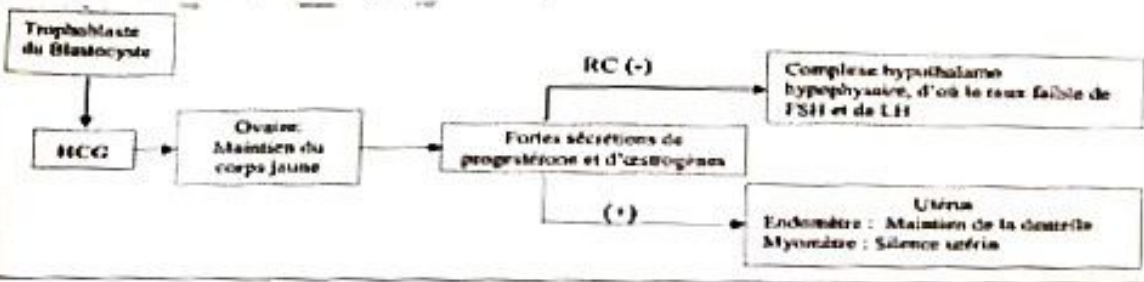 Trophoblaste
du Blastocyste
HCG
Ovaire:
Maintien du
corps jaune
Fortes sécrétions de
progestérone et d'œstrogènes
RC (-)
Complexe hypothalamo
hypophysaire, d'où le taux faible de
FSH et de LH
(+)
Utérus
Endomètre : Maintien de la dentelle
Myomètre : Silence utérin